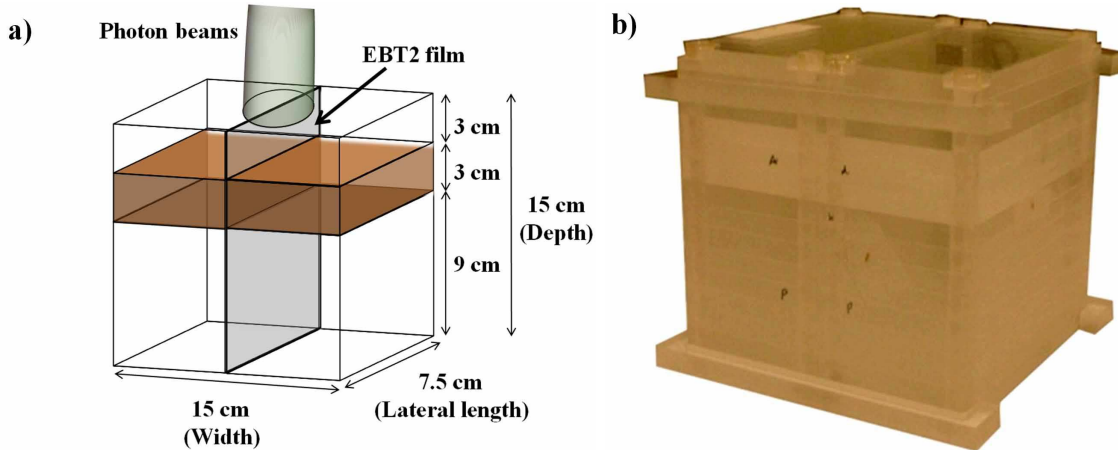 a)
Photon beams
EBT2 film
3 cm
3 cm
15 cm
(Depth)
9 cm
7.5 cm
(Lateral length)
15 cm
(Width)
b)
P
P